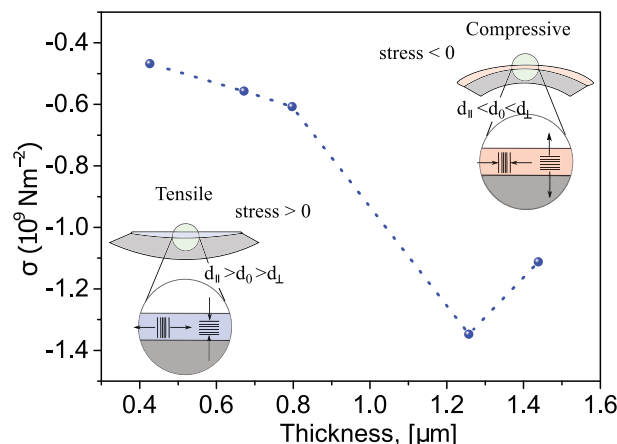 Compressive
stress < 0
d∥<d₀<d⊥
Tensile
stress > 0
d∥>d₀>d⊥
σ (10⁹ Nm⁻²)
-0.4
-0.6
-0.8
-1.0
-1.2
-1.4
0.4 0.6 0.8 1.0 1.2 1.4 1.6
Thickness, [µm]